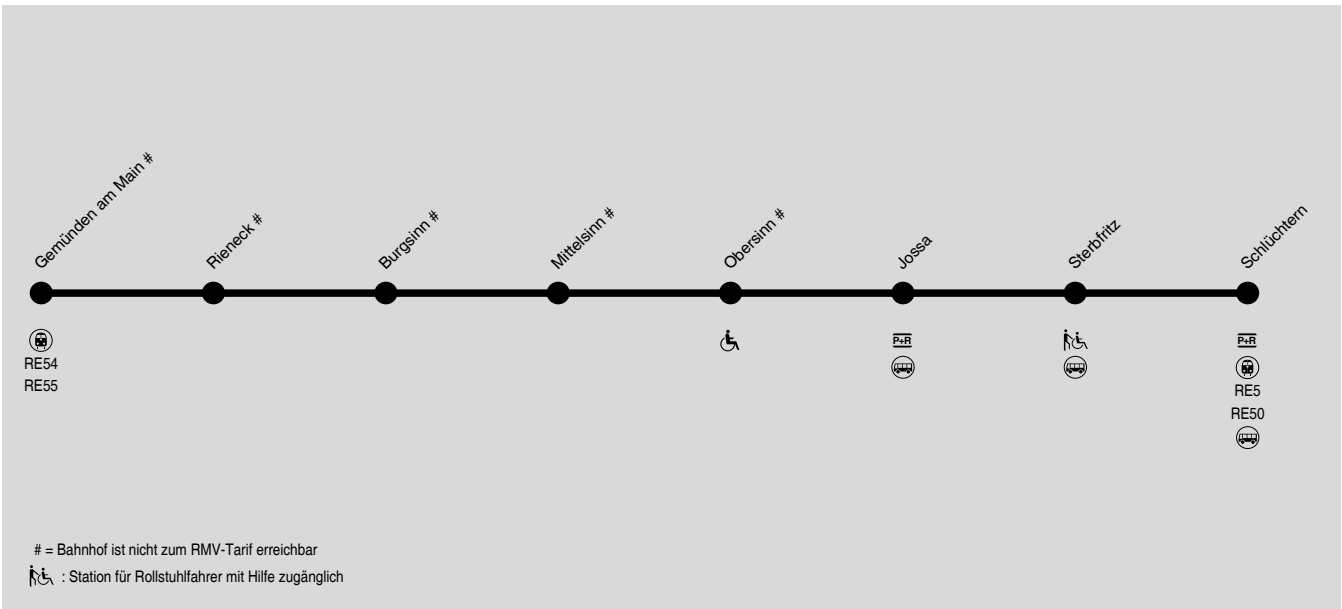 Gemünden am Main #
Rieneck #
Burgsinn #
Mittelsinn #
Obersinn #
Jossa
Sterbfritz
Schlüchtern
RE54
RE55
P+R
P+R
RE5
RE50
# = Bahnhof ist nicht zum RMV-Tarif erreichbar
: Station für Rollstuhlfahrer mit Hilfe zugänglich